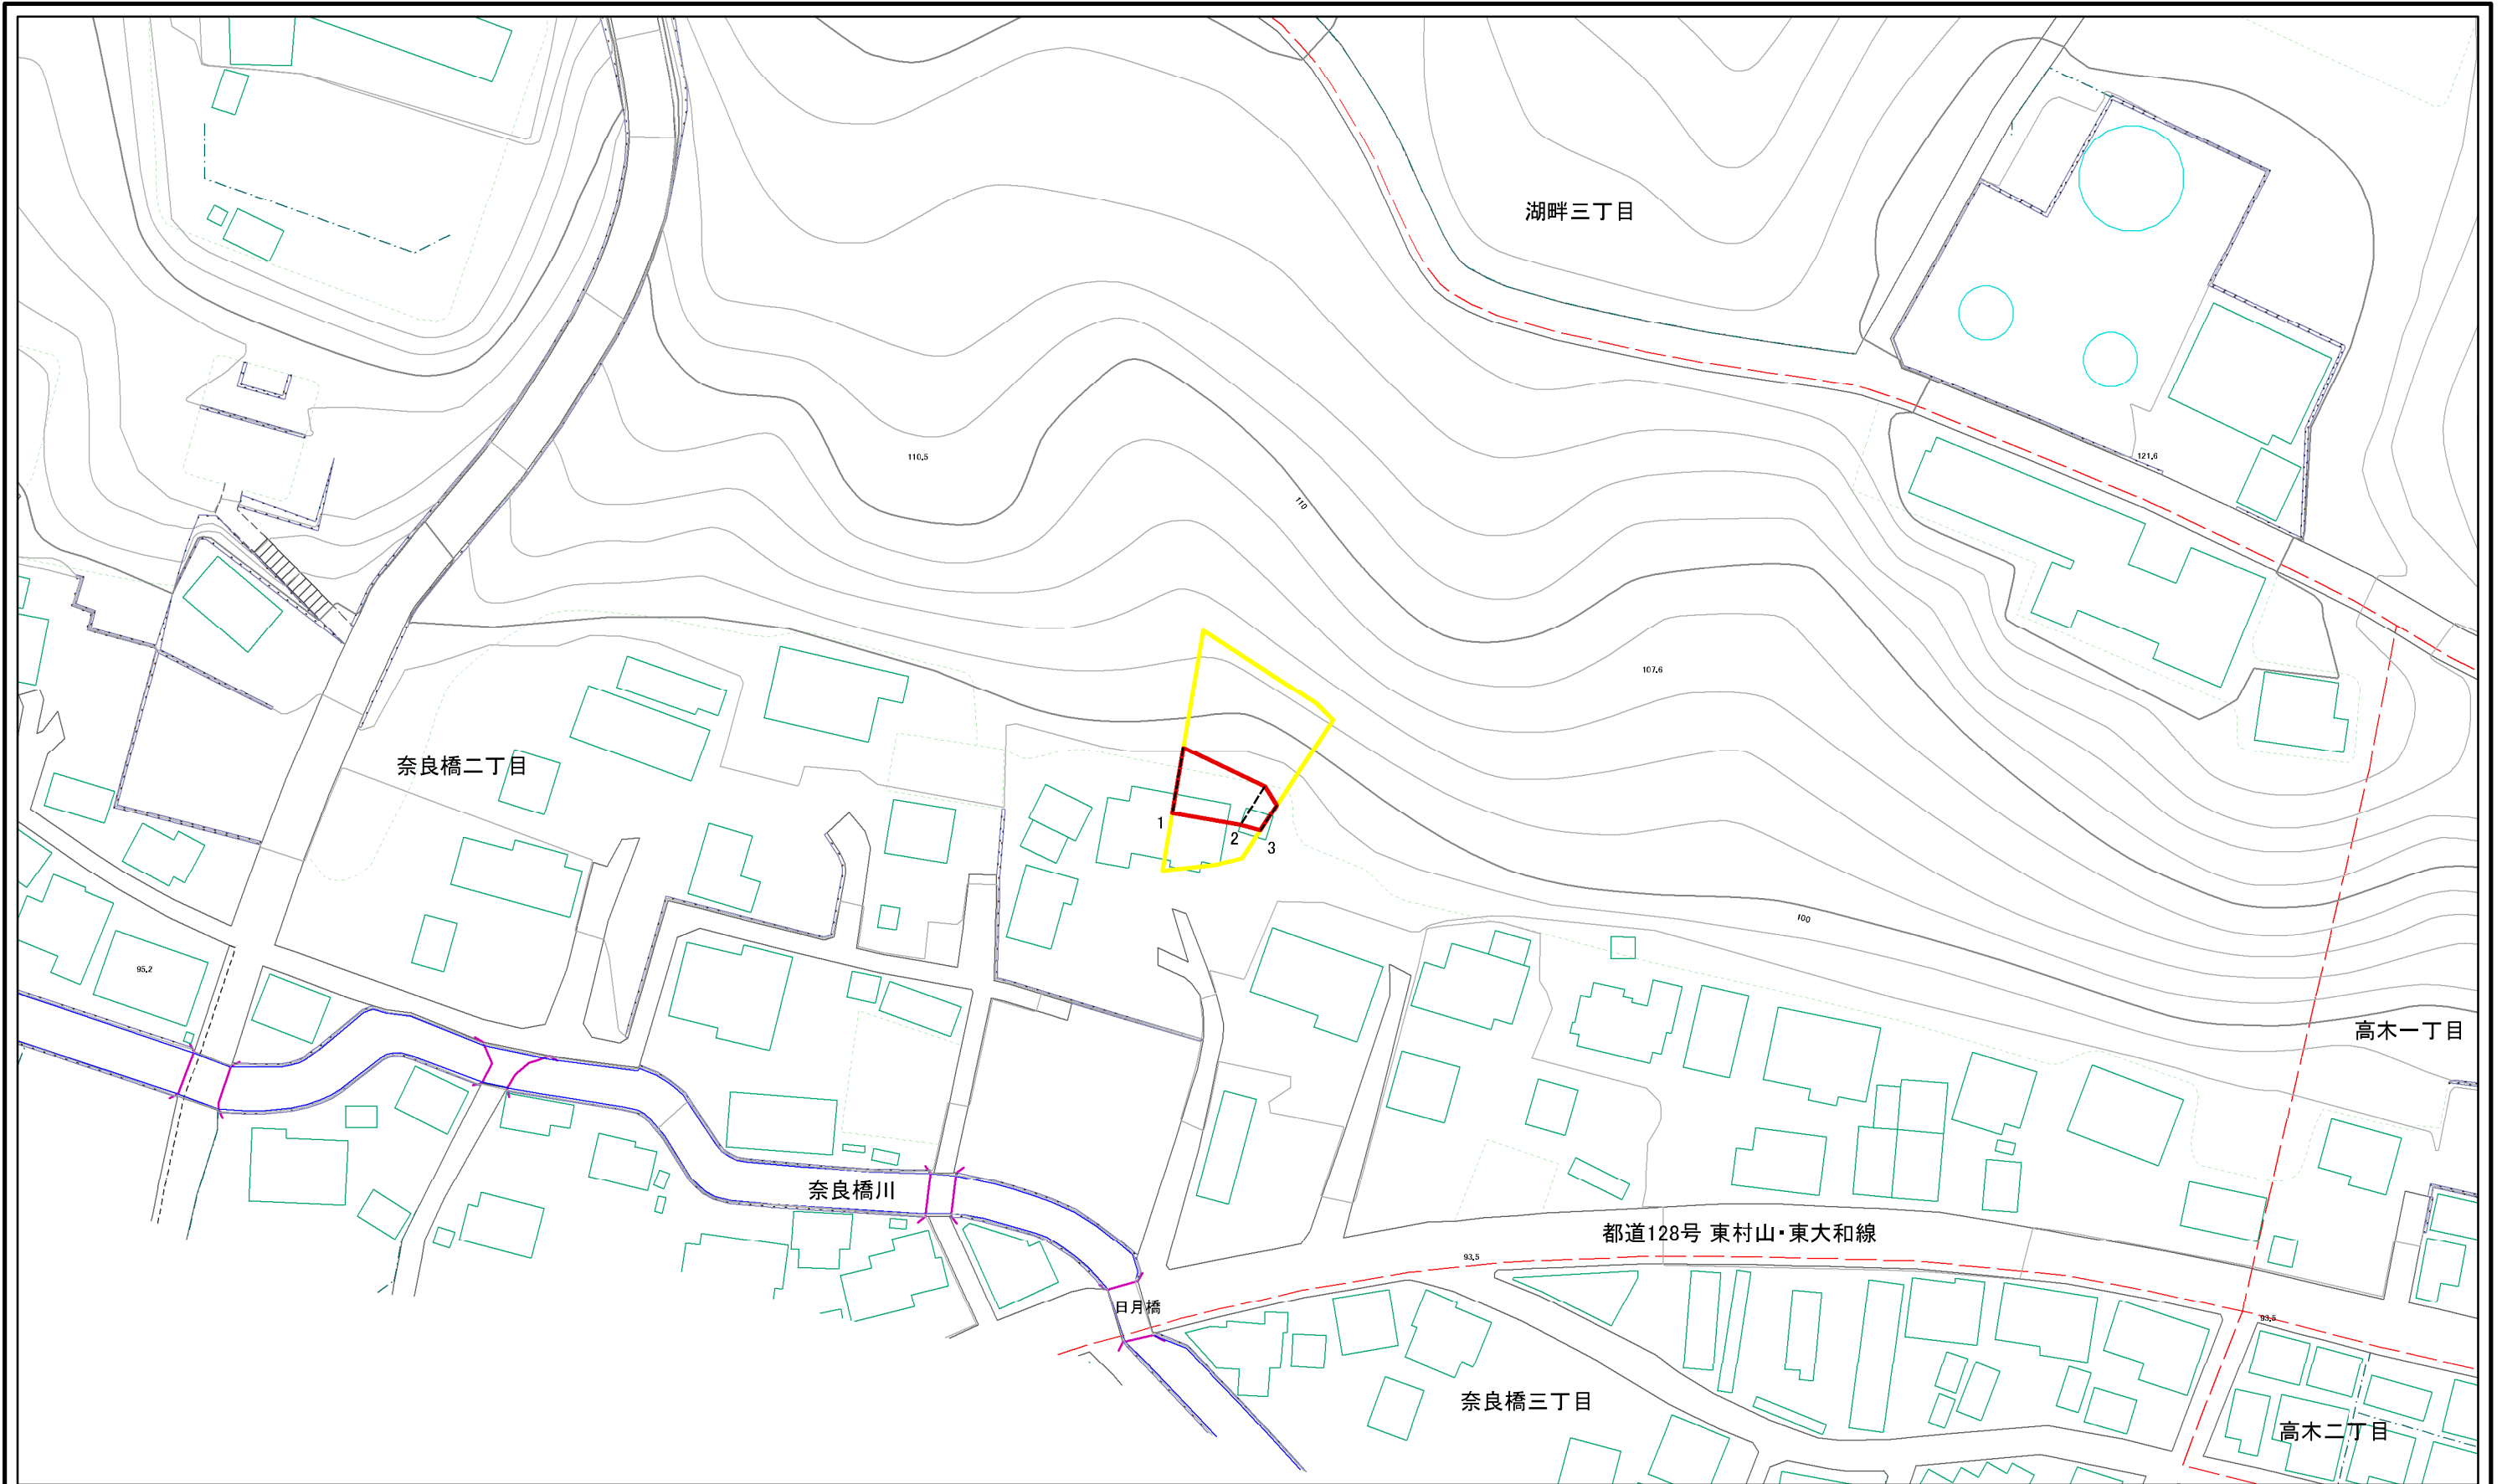 湖畔三丁目
110.5
121.6
110
107.6
奈良橋二丁目
1
2
3
100
95.2
高木一丁目
奈良橋川
都道128号 東村山・東大和線
93.5
日月橋
93.5
奈良橋三丁目
高木二丁目